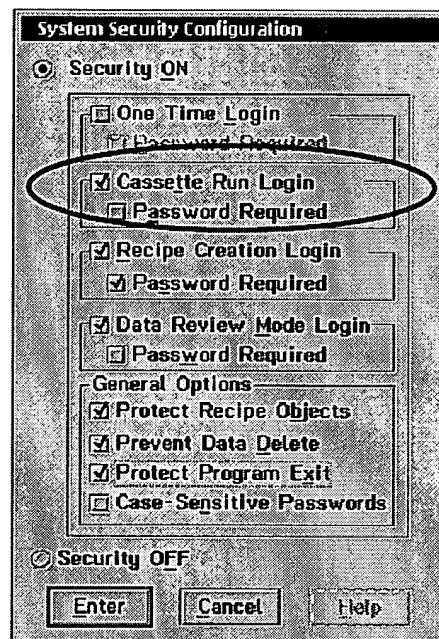 System Security Configuration
Security ON
One Time Login
Password Required
Cassette Run Login
Password Required
Recipe Creation Login
Password Required
Data Review Mode Login
Password Required
General Options
Protect Recipe Objects
Prevent Data Delete
Protect Program Exit
Case-Sensitive Passwords
Security OFF
Enter Cancel Help